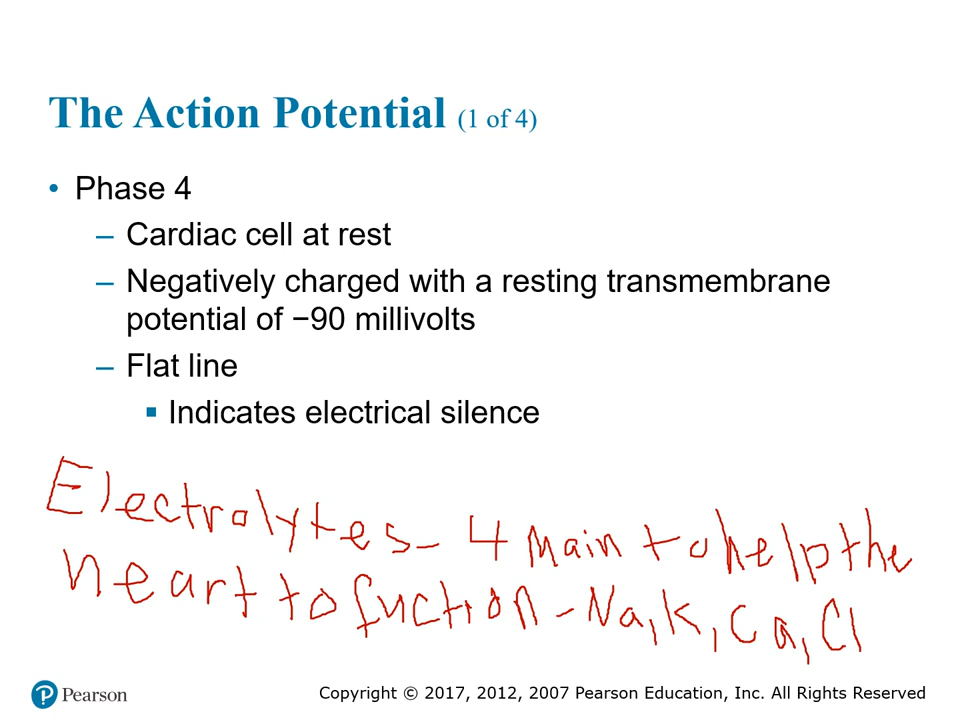 The Action Potential (1 of 4)
• Phase 4
– Cardiac cell at rest
– Negatively charged with a resting transmembrane
potential of −90 millivolts
– Flat line
▪ Indicates electrical silence
Electrolytes - 4 Main to help the
heart to fuction - Na, K, Ca, Cl
P Pearson
Copyright © 2017, 2012, 2007 Pearson Education, Inc. All Rights Reserved